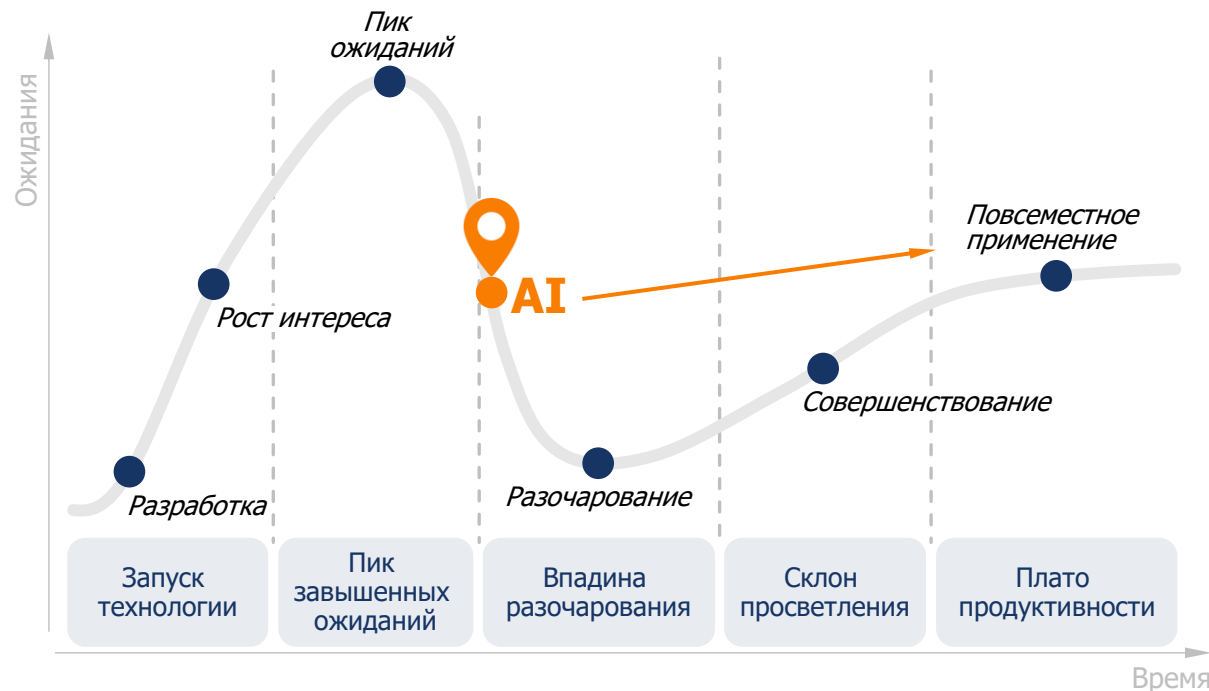 Пик
ожиданий
Ожидания
Повсеместное
применение
AI
Рост интереса
Совершенствование
Разработка
Разочарование
Запуск
технологии
Пик
завышенных
ожиданий
Впадина
разочарования
Склон
просветления
Плато
продуктивности
Время